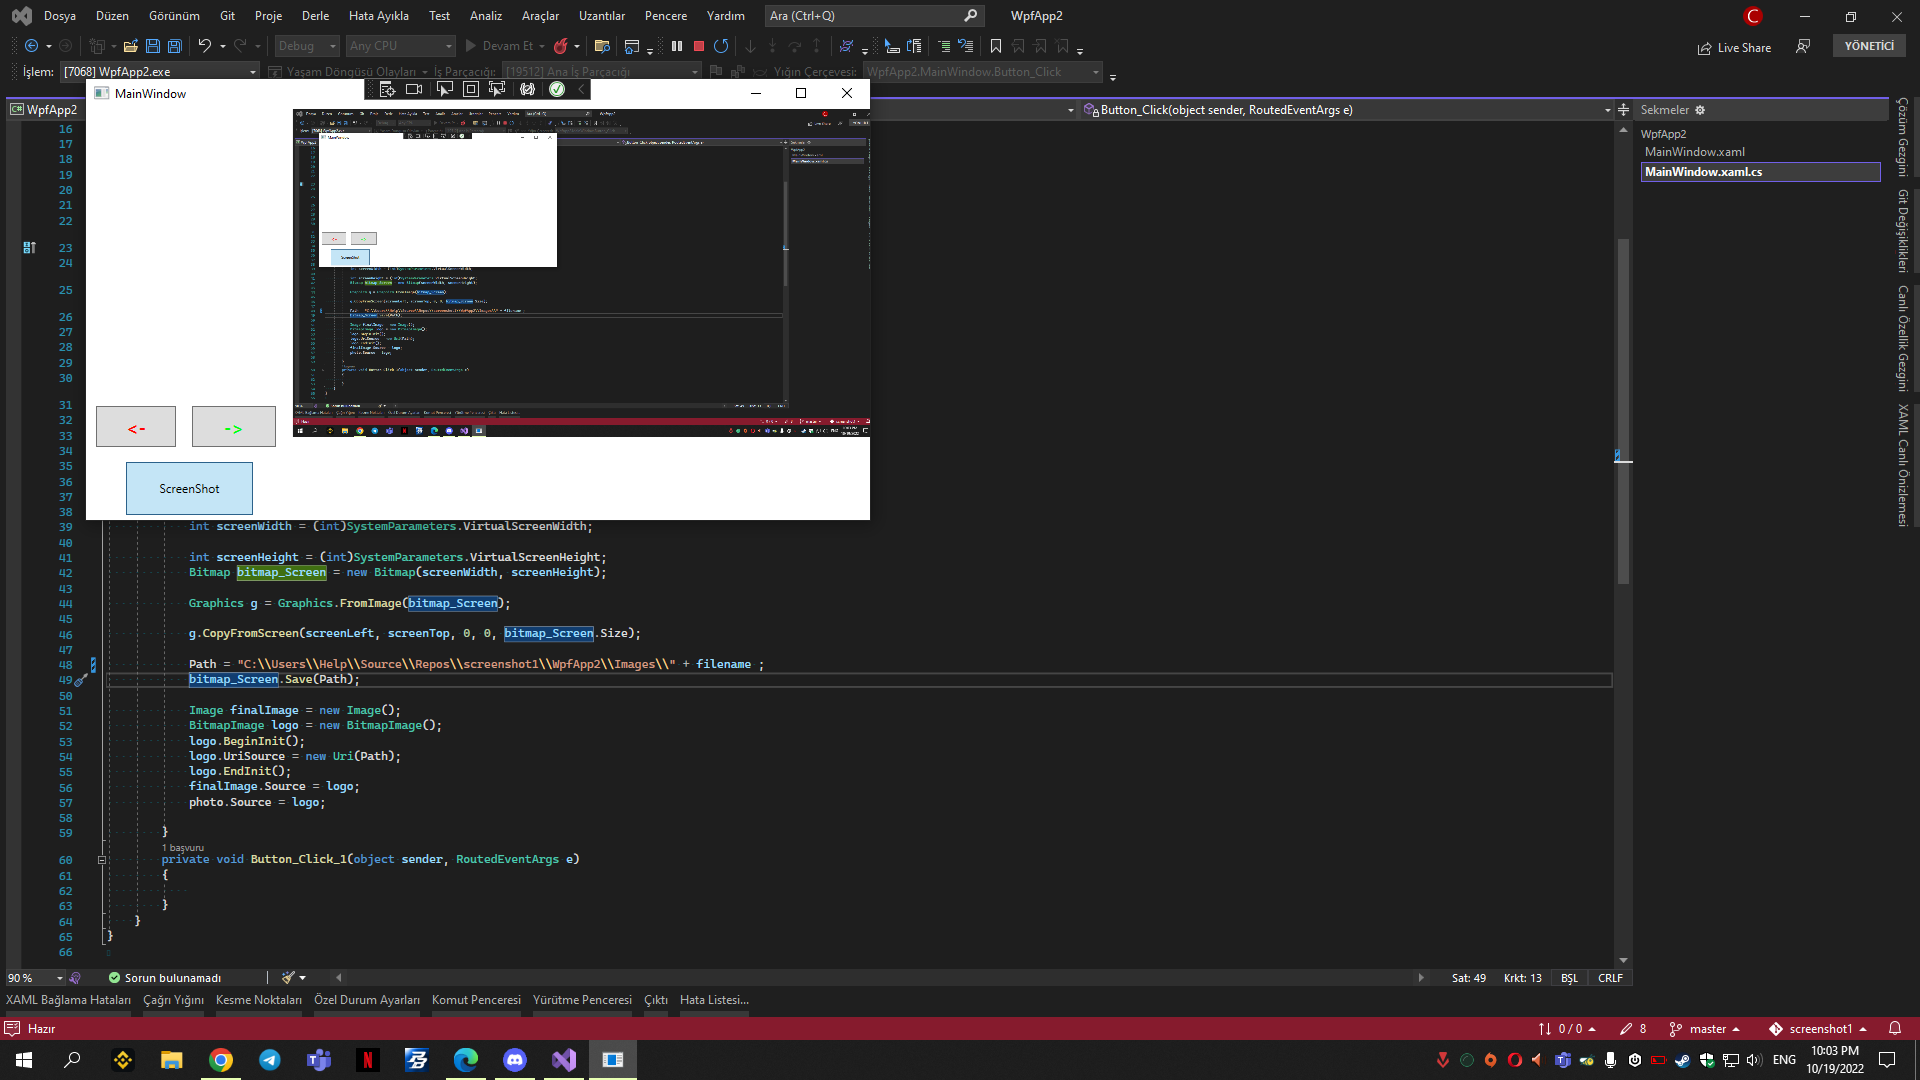 Dosya Düzen Görünüm Git Proje Derle Hata Ayıkla Test Analiz Araçlar Uzantılar Pencere Yardım Ara (Ctrl+Q) WpfApp2
Debug Any CPU Devam Et Live Share YÖNETİCİ
İşlem: [7068] WpfApp2.exe Yaşam Döngüsü Olayları İş Parçacığı: [19512] Ana İş Parçacığı Yığın Çerçevesi: WpfApp2.MainWindow.Button_Click
MainWindow
WpfApp2 Button_Click(object sender, RoutedEventArgs e) Sekmeler
WpfApp2
MainWindow.xaml
MainWindow.xaml.cs
Çözüm Gezgini
Git Değişiklikleri
Canlı Özellik Gezgini
XAML Canlı Önizlemesi
16
17
18
19
20
21
22
23
24
25
26
27
28
29
30
31
32
33
34
35
36
37
38
<- ->
ScreenShot
39 int screenWidth = (int)SystemParameters.VirtualScreenWidth;
40
41 int screenHeight = (int)SystemParameters.VirtualScreenHeight;
42 Bitmap bitmap_Screen = new Bitmap(screenWidth, screenHeight);
43
44 Graphics g = Graphics.FromImage(bitmap_Screen);
45
46 g.CopyFromScreen(screenLeft, screenTop, 0, 0, bitmap_Screen.Size);
47
48 Path = "C:\\Users\\Help\\Source\\Repos\\screenshot1\\WpfApp2\\Images\\" + filename ;
49 bitmap_Screen.Save(Path);
50
51 Image finalImage = new Image();
52 BitmapImage logo = new BitmapImage();
53 logo.BeginInit();
54 logo.UriSource = new Uri(Path);
55 logo.EndInit();
56 finalImage.Source = logo;
57 photo.Source = logo;
58
59 }
1 başvuru
60 private void Button_Click_1(object sender, RoutedEventArgs e)
61 {
62
63 }
64 }
65 }
66
90 % Sorun bulunamadı Sat: 49 Krkt: 13 BŞL CRLF
XAML Bağlama Hataları Çağrı Yığını Kesme Noktaları Özel Durum Ayarları Komut Penceresi Yürütme Penceresi Çıktı Hata Listesi...
Hazır 0 / 0 8 master screenshot1
ENG 10:03 PM
10/19/2022